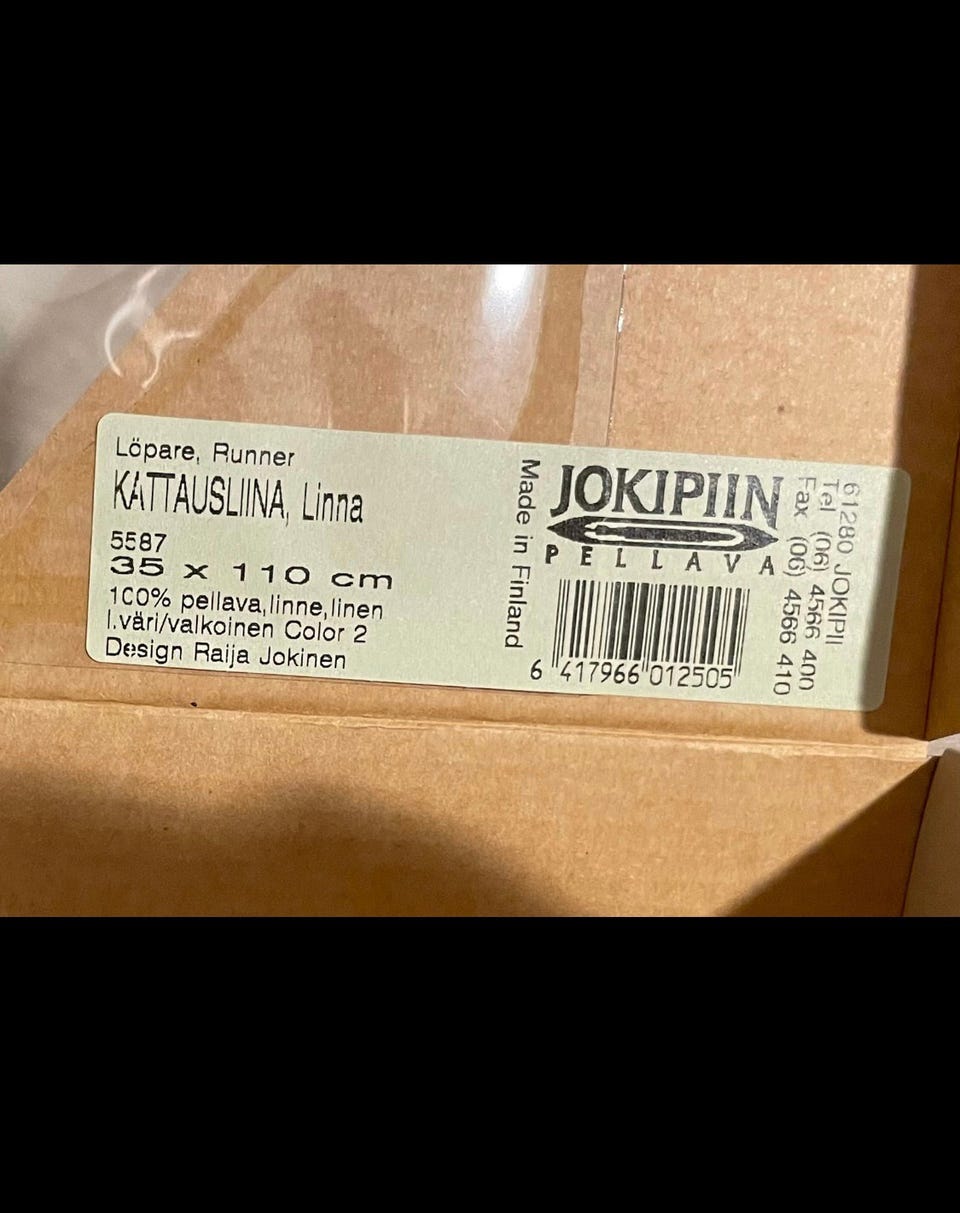 Löpare, Runner
KATTAUSLIINA, Linna
5587
35 x 110 cm
100% pellava,linne,linen
l.väri/valkoinen Color 2
Design Raija Jokinen
Made in Finland
JOKIPIIN
PELLAVA
6 417966 012505
61280 JOKIPII
Tel (06) 4566 400
Fax (06) 4566 410